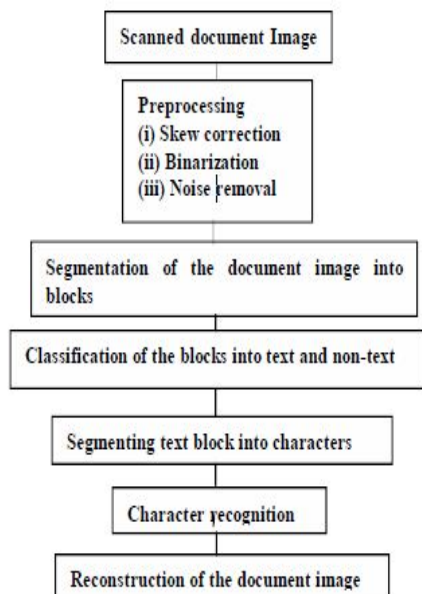 Scanned document Image
Preprocessing
(i) Skew correction
(ii) Binarization
(iii) Noise removal
Segmentation of the document image into
blocks
Classification of the blocks into text and non-text
Segmenting text block into characters
Character recognition
Reconstruction of the document image